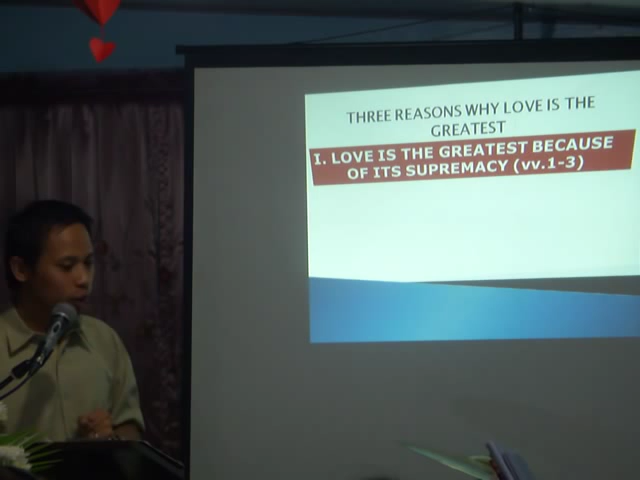 THREE REASONS WHY LOVE IS THE
GREATEST
I. LOVE IS THE GREATEST BECAUSE
OF ITS SUPREMACY (vv.1-3)